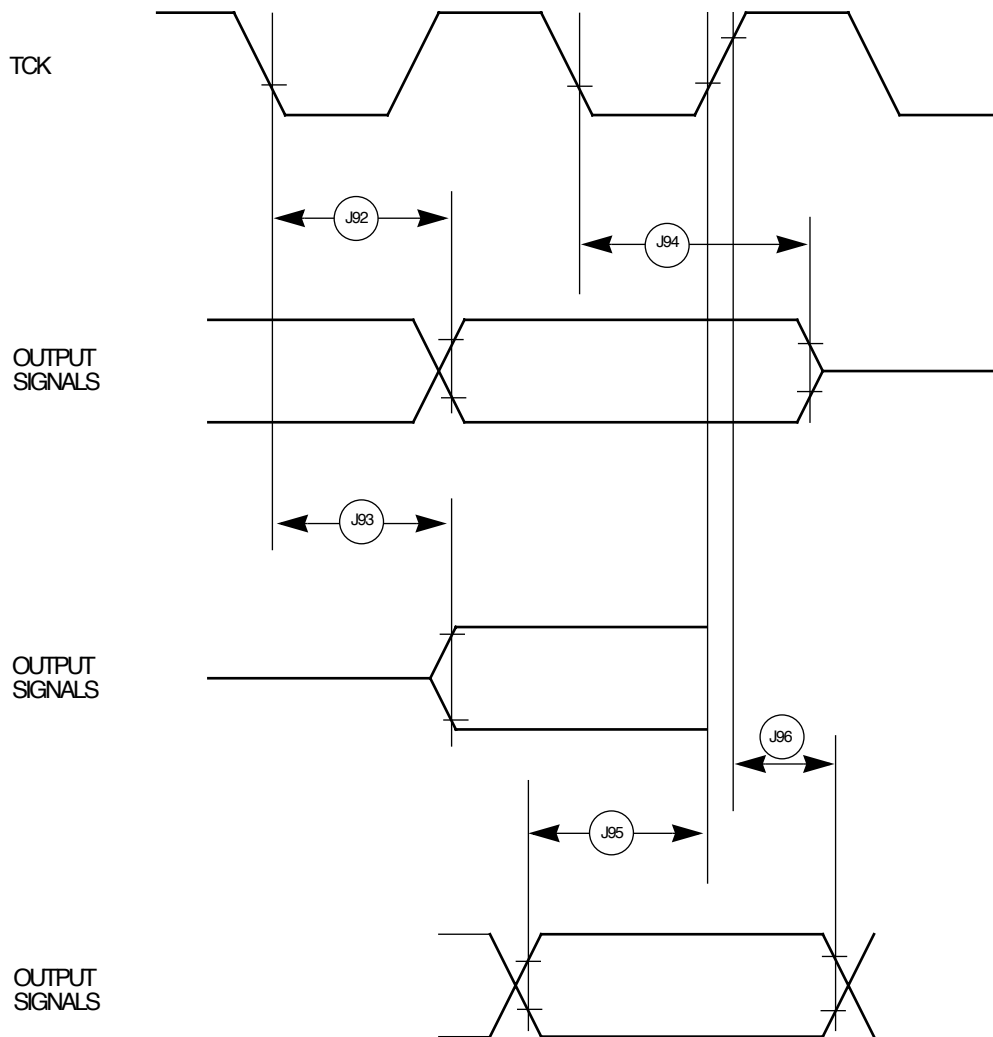 TCK
J92
J94
OUTPUT
SIGNALS
J93
OUTPUT
SIGNALS
J96
J95
OUTPUT
SIGNALS